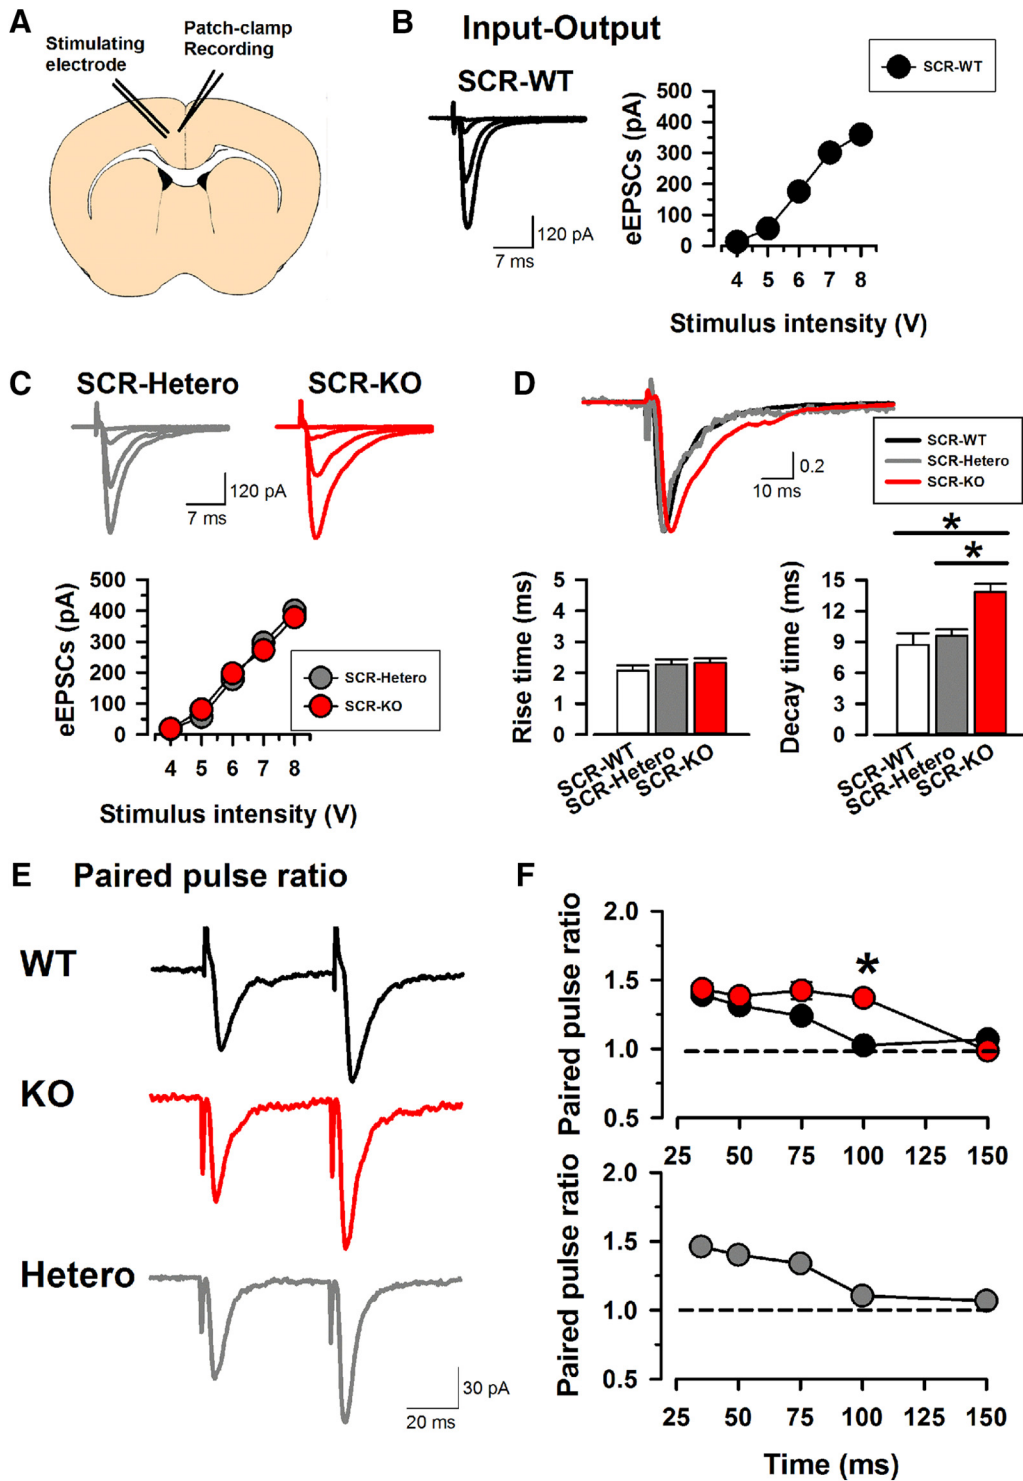 A
Stimulating
electrode
Patch-clamp
Recording
B
Input-Output
SCR-WT
120 pA
7 ms
SCR-WT
eEPSCs (pA)
500
400
300
200
100
0
4 5 6 7 8
Stimulus intensity (V)
C
SCR-Hetero
SCR-KO
120 pA
7 ms
eEPSCs (pA)
500
400
300
200
100
0
4 5 6 7 8
SCR-Hetero
SCR-KO
Stimulus intensity (V)
D
0.2
10 ms
SCR-WT
SCR-Hetero
SCR-KO
Rise time (ms)
5
4
3
2
1
0
SCR-WT
SCR-Hetero
SCR-KO
*
*
Decay time (ms)
15
12
9
6
3
0
SCR-WT
SCR-Hetero
SCR-KO
E
Paired pulse ratio
WT
KO
Hetero
30 pA
20 ms
F
Paired pulse ratio
2.0
1.5
1.0
0.5
*
25 50 75 100 125 150
Paired pulse ratio
2.0
1.5
1.0
0.5
25 50 75 100 125 150
Time (ms)